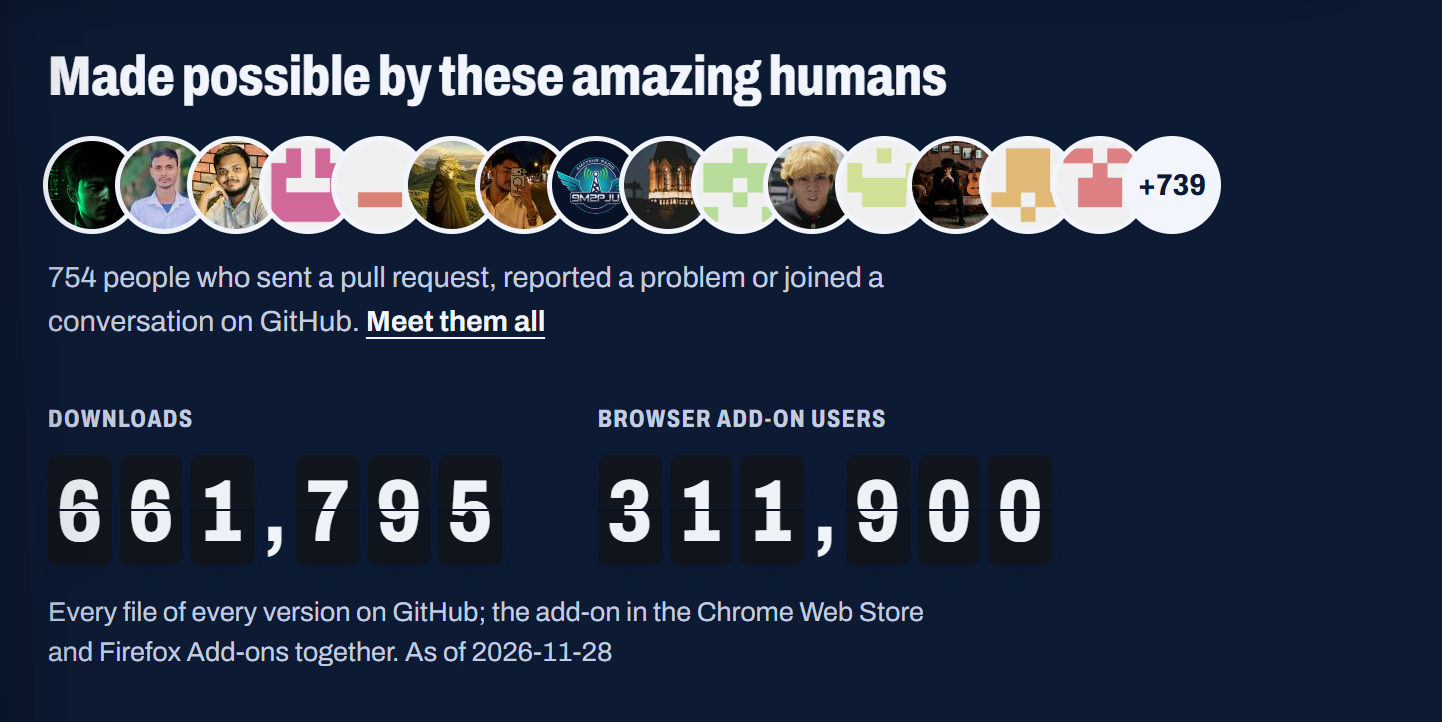 Made possible by these amazing humans
AMATEUR RADIO
9M2PJU
+739
754 people who sent a pull request, reported a problem or joined a
conversation on GitHub. Meet them all
DOWNLOADS
BROWSER ADD-ON USERS
661,795
311,900
Every file of every version on GitHub; the add-on in the Chrome Web Store
and Firefox Add-ons together. As of 2026-11-28